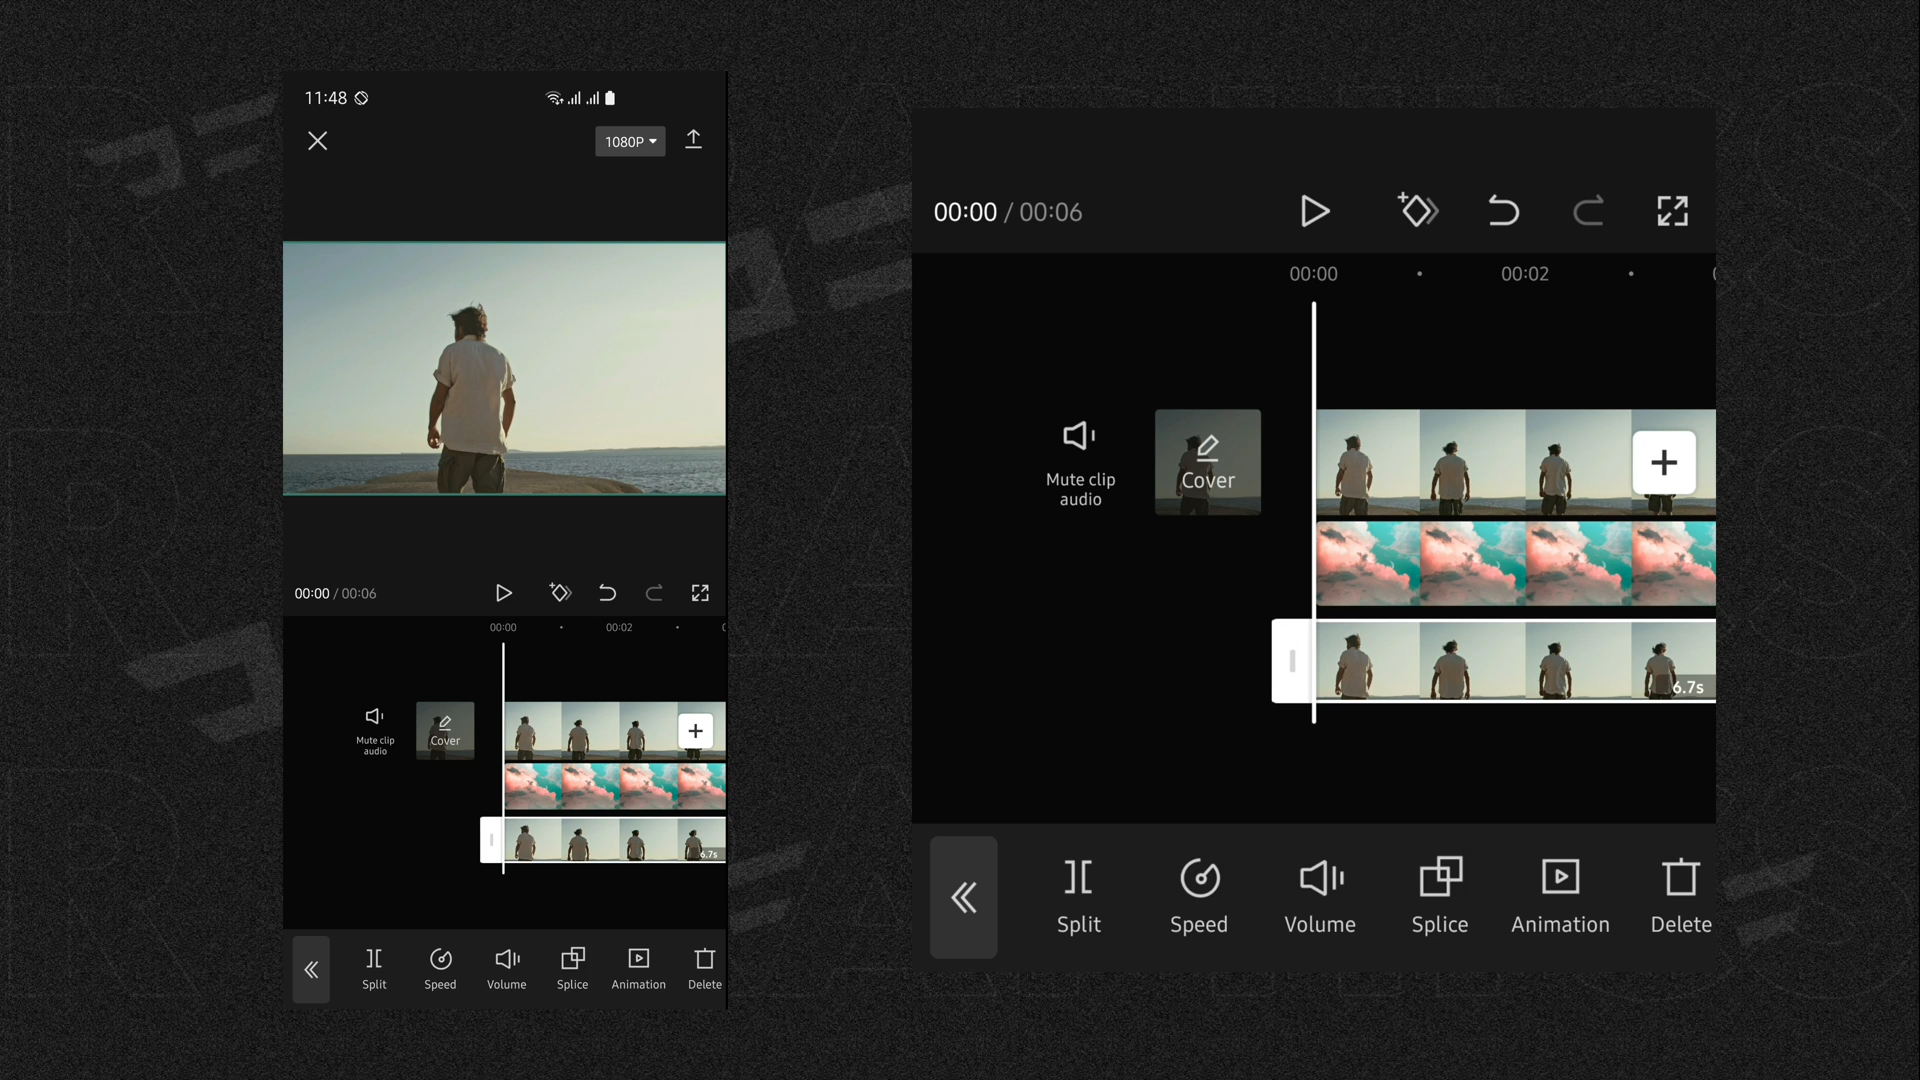 11:48
1080P
00:00 / 00:06
00:00
00:02
Mute clip
audio
Cover
6.7s
Split
Speed
Volume
Splice
Animation
Delete
00:00 / 00:06
00:00
00:02
Mute clip
audio
Cover
6.7s
Split
Speed
Volume
Splice
Animation
Delete